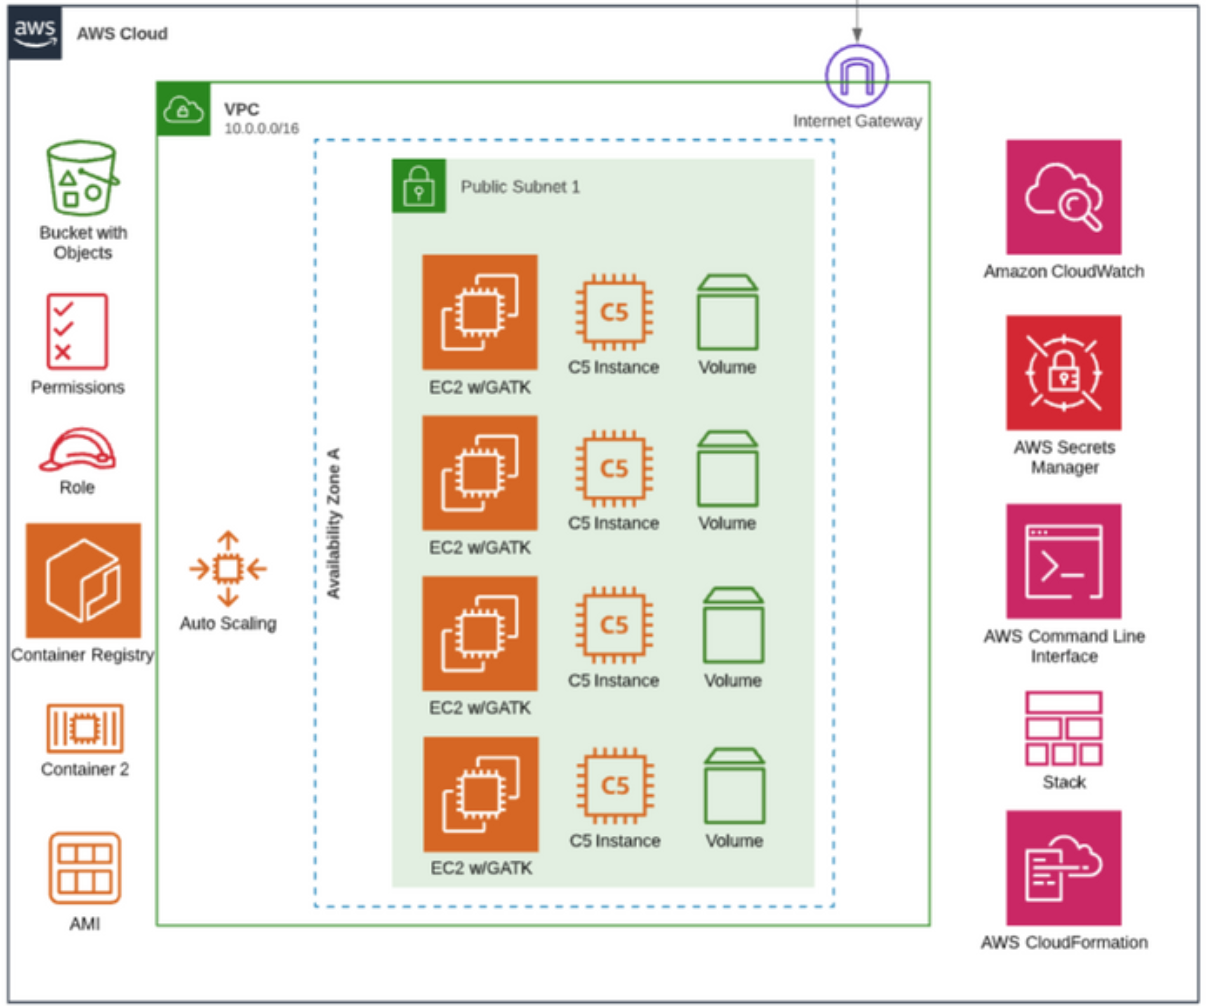 aws
AWS Cloud
Internet Gateway
VPC
10.0.0.0/16
Public Subnet 1
Availability Zone A
Auto Scaling
Bucket with
Objects
Permissions
Role
Container Registry
Container 2
AMI
EC2 w/GATK
C5
C5 Instance
Volume
EC2 w/GATK
C5
C5 Instance
Volume
EC2 w/GATK
C5
C5 Instance
Volume
EC2 w/GATK
C5
C5 Instance
Volume
Amazon CloudWatch
AWS Secrets
Manager
AWS Command Line
Interface
Stack
AWS CloudFormation